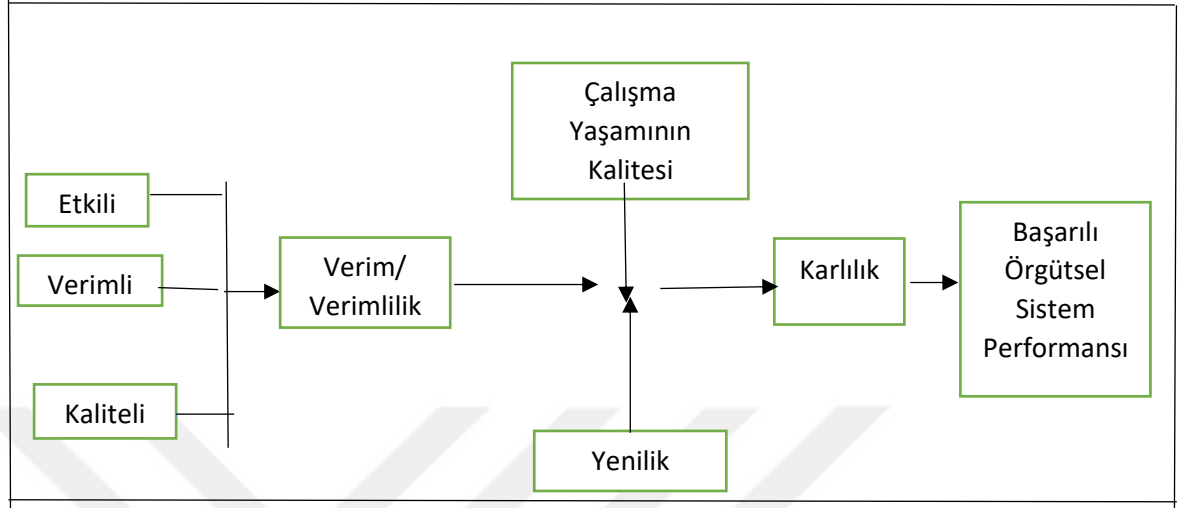 Etkili
Verimli
Kaliteli
Verim/
Verimlilik
Çalışma
Yaşamının
Kalitesi
Yenilik
Karlılık
Başarılı
Örgütsel
Sistem
Performansı